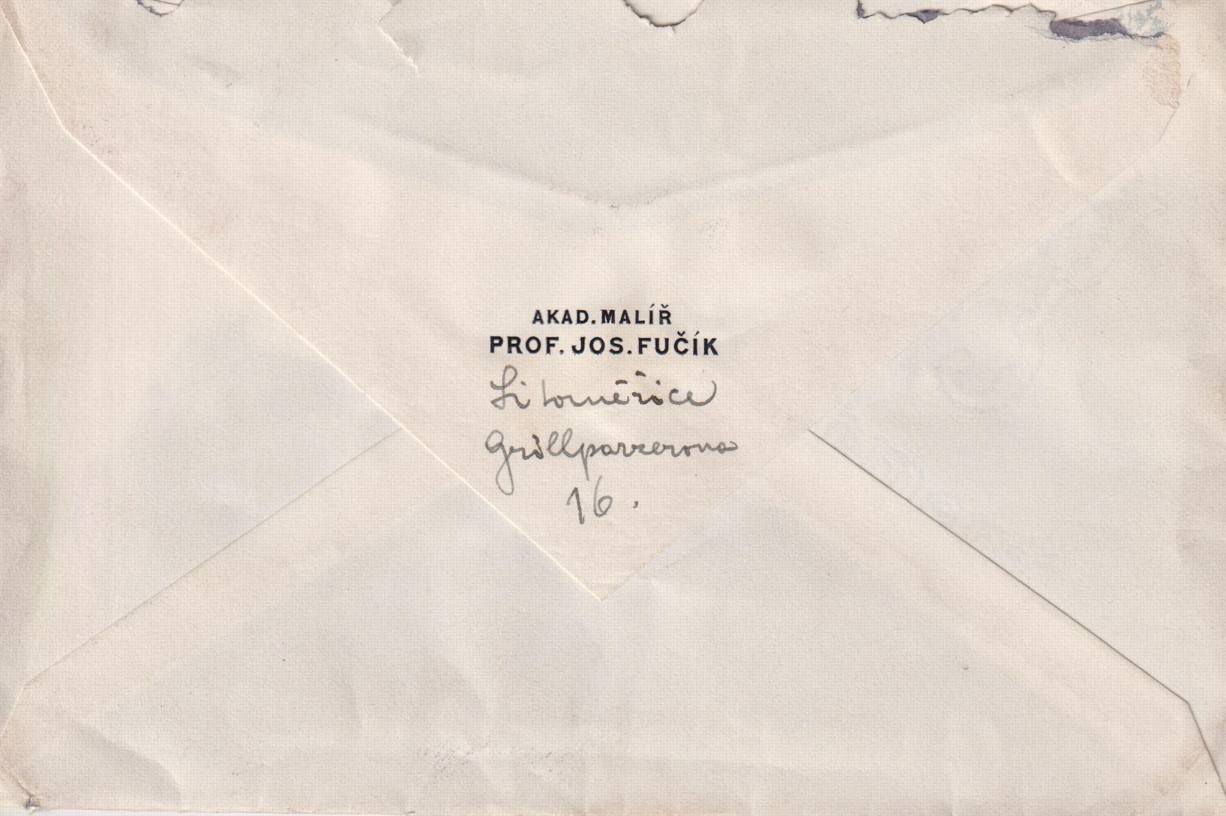 AKAD. MALÍŘ
PROF. JOS. FUČÍK
Litoměřice
Grillparzerova
16.